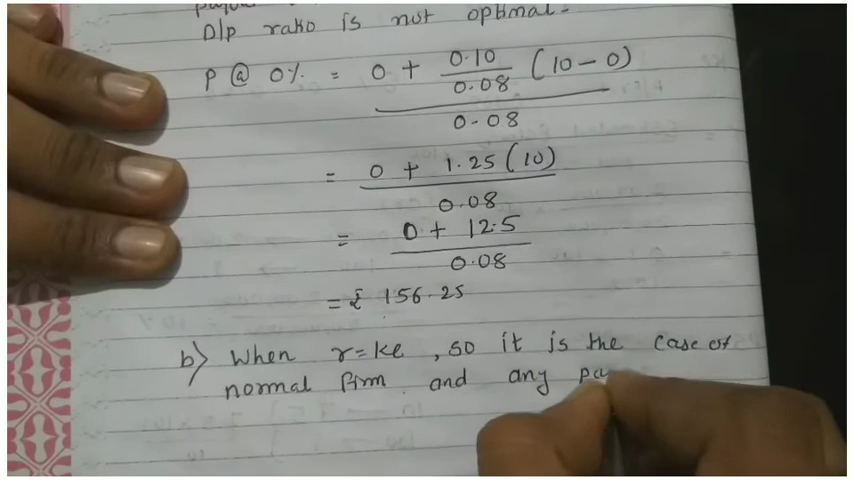 D/p ratio is not optimal.
P @ 0% = 0 + 0.10 / 0.08 (10 - 0)
0.08
= 0 + 1.25 (10)
0.08
= 0 + 12.5
0.08
= ₹ 156.25
b) When r=ke, so it is the case of
normal firm and any